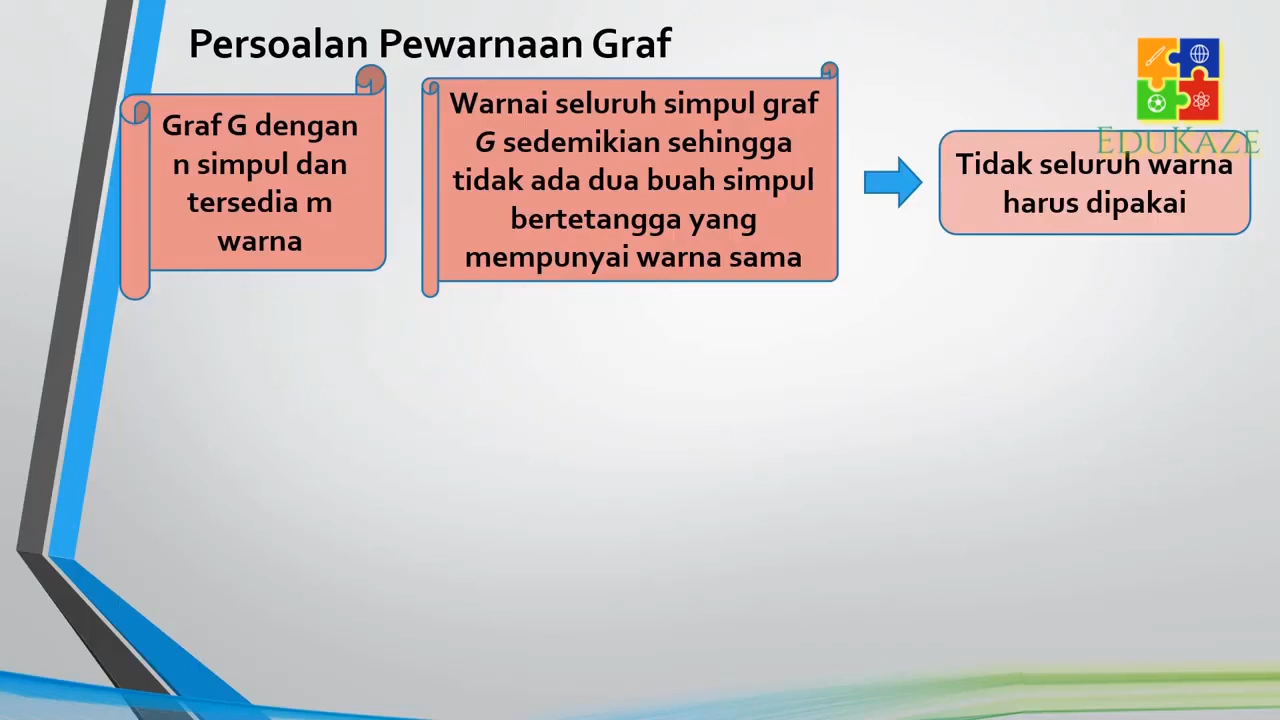 Persoalan Pewarnaan Graf
Graf G dengan
n simpul dan
tersedia m
warna
Warnai seluruh simpul graf
G sedemikian sehingga
tidak ada dua buah simpul
bertetangga yang
mempunyai warna sama
EDUKAZE
Tidak seluruh warna
harus dipakai